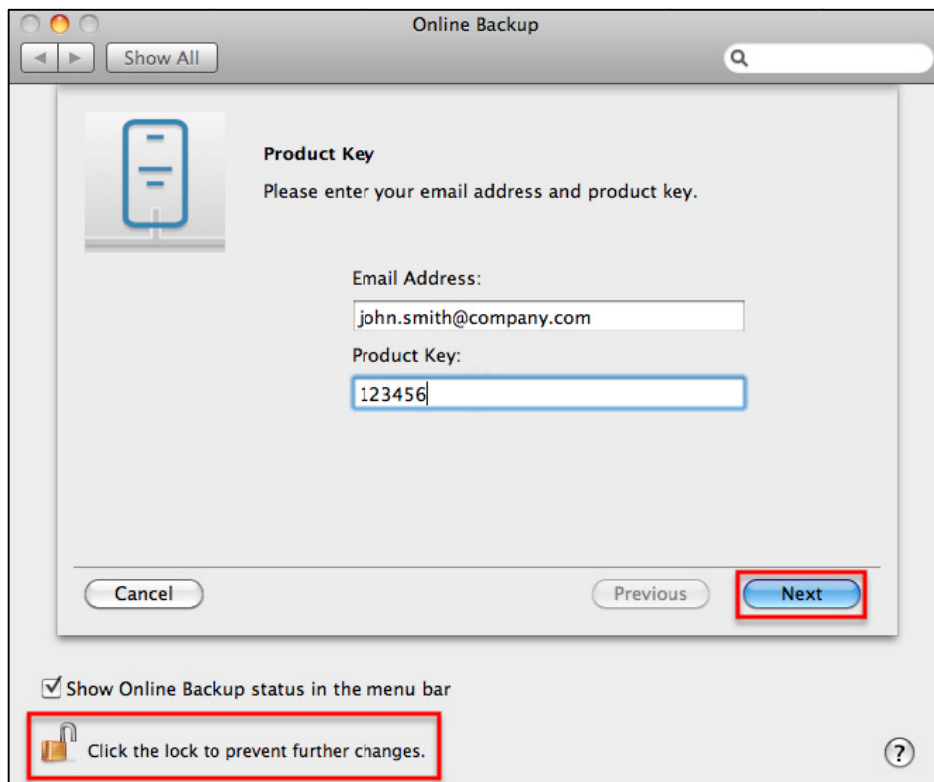 Online Backup
Show All
Product Key
Please enter your email address and product key.
Email Address:
john.smith@company.com
Product Key:
123456
Cancel
Previous
Next
Show Online Backup status in the menu bar
Click the lock to prevent further changes.
?